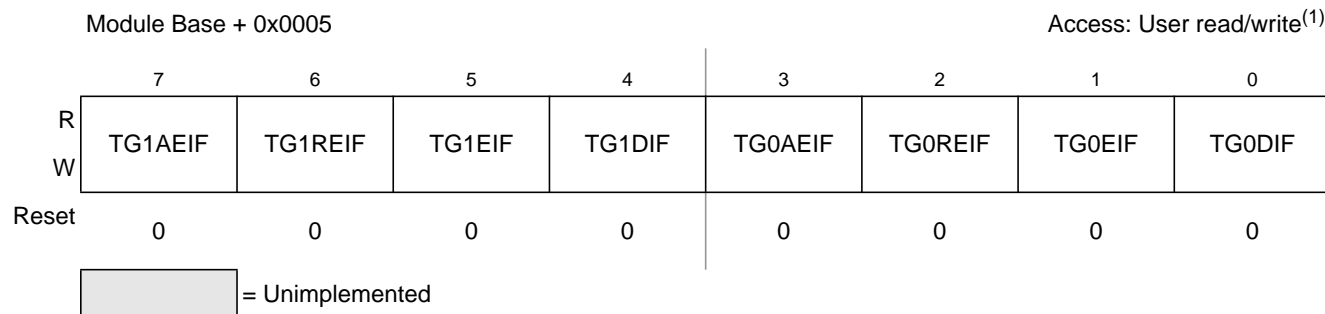 Module Base + 0x0005 Access: User read/write(1)
7 6 5 4 3 2 1 0
R
TG1AEIF TG1REIF TG1EIF TG1DIF TG0AEIF TG0REIF TG0EIF TG0DIF
W
Reset 0 0 0 0 0 0 0 0
= Unimplemented